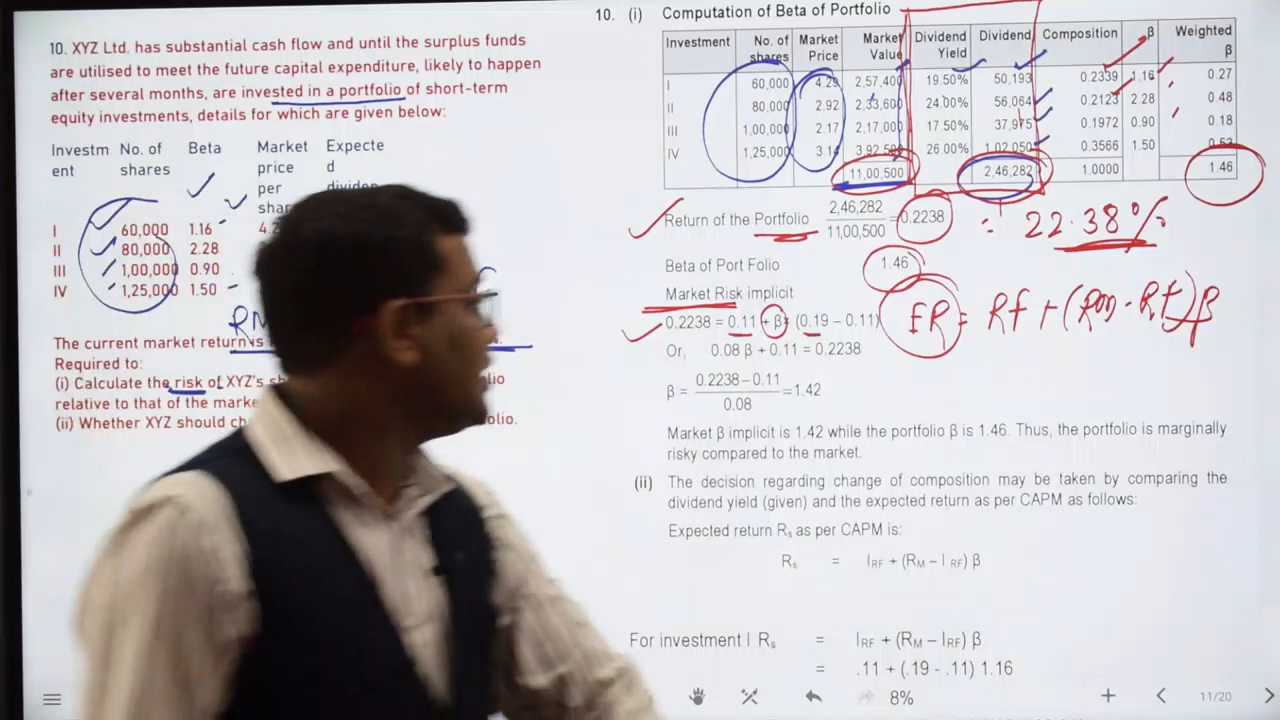 10. XYZ Ltd. has substantial cash flow and until the surplus funds
are utilised to meet the future capital expenditure, likely to happen
after several months, are invested in a portfolio of short-term
equity investments, details for which are given below:
Investm No. of Beta Market Expecte
ent shares price d
per
I 60,000 1.16
II 80,000 2.28
III 1,00,000 0.90
IV 1,25,000 1.50
The current market return is
Required to:
(i) Calculate the risk of XYZ's
relative to that of the
(ii) Whether XYZ should
10. (i) Computation of Beta of Portfolio
Investment No. of Market Market Dividend Dividend Composition β Weighted
shares Price Value Yield β
I 60,000 4.29 2,57,400 19.50% 50,193 0.2339 1.16 0.27
II 80,000 2.92 2,33,600 24.00% 56,064 0.2123 2.28 0.48
III 1,00,000 2.17 2,17,000 17.50% 37,975 0.1972 0.90 0.18
IV 1,25,000 3.14 3,92,500 26.00% 1,02,050 0.3566 1.50 0.53
11,00,500 2,46,282 1.0000 1.46
Return of the Portfolio 2,46,282
11,00,500 = 0.2238 = 22.38%
Beta of Port Folio 1.46
Market Risk implicit
0.2238 = 0.11 + β× (0.19 – 0.11) ER = Rf + (Rm - Rf) β
Or, 0.08 β + 0.11 = 0.2238
β = 0.2238 – 0.11
0.08 = 1.42
Market β implicit is 1.42 while the portfolio β is 1.46. Thus, the portfolio is marginally
risky compared to the market.
(ii) The decision regarding change of composition may be taken by comparing the
dividend yield (given) and the expected return as per CAPM as follows:
Expected return Rs as per CAPM is:
Rs = IRF + (RM – IRF) β
For investment I Rs = IRF + (RM – IRF) β
= .11 + (.19 - .11) 1.16
8%
11/20